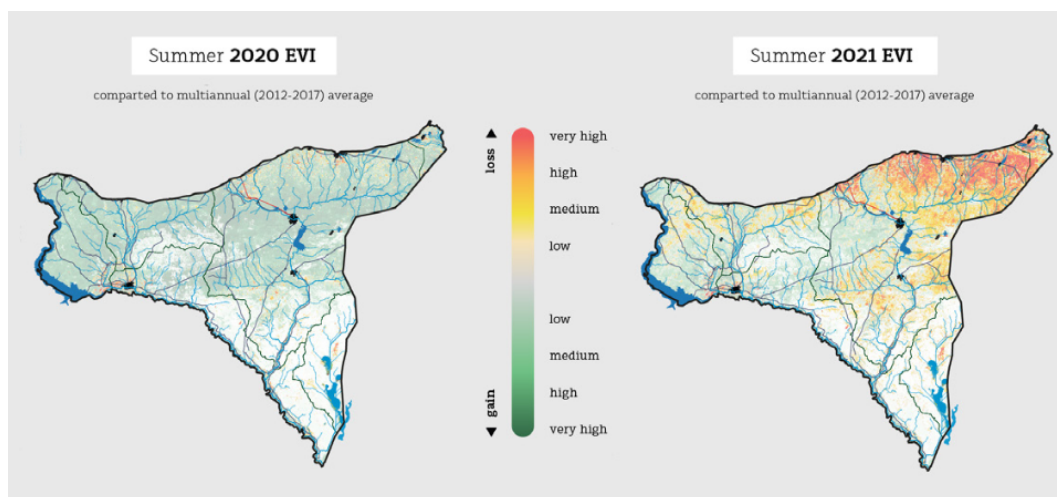 Summer 2020 EVI
comparted to multiannual (2012-2017) average
Summer 2021 EVI
comparted to multiannual (2012-2017) average
loss
gain
very high
high
medium
low
low
medium
high
very high